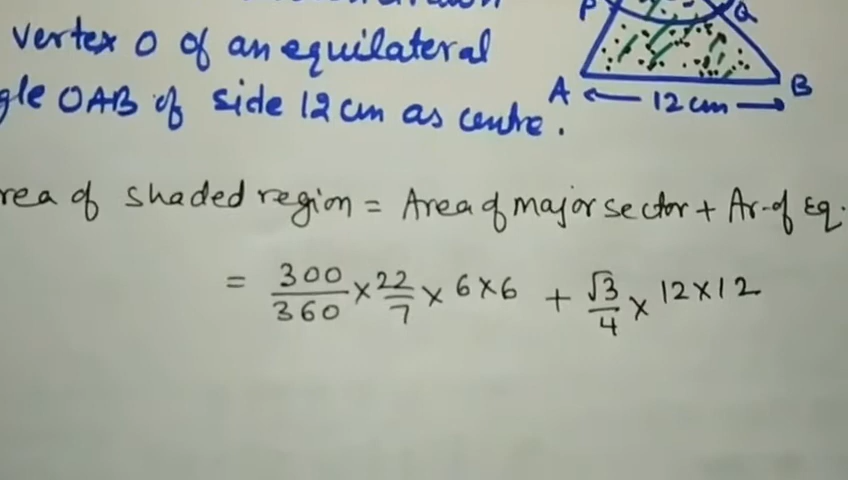 P Q
vertex O of an equilateral
gle OAB of side 12 cm as centre.
A 12 cm B
rea of shaded region = Area of major sector + Ar. of Eq.
= 300/360 × 22/7 × 6×6 + √3/4 × 12×12